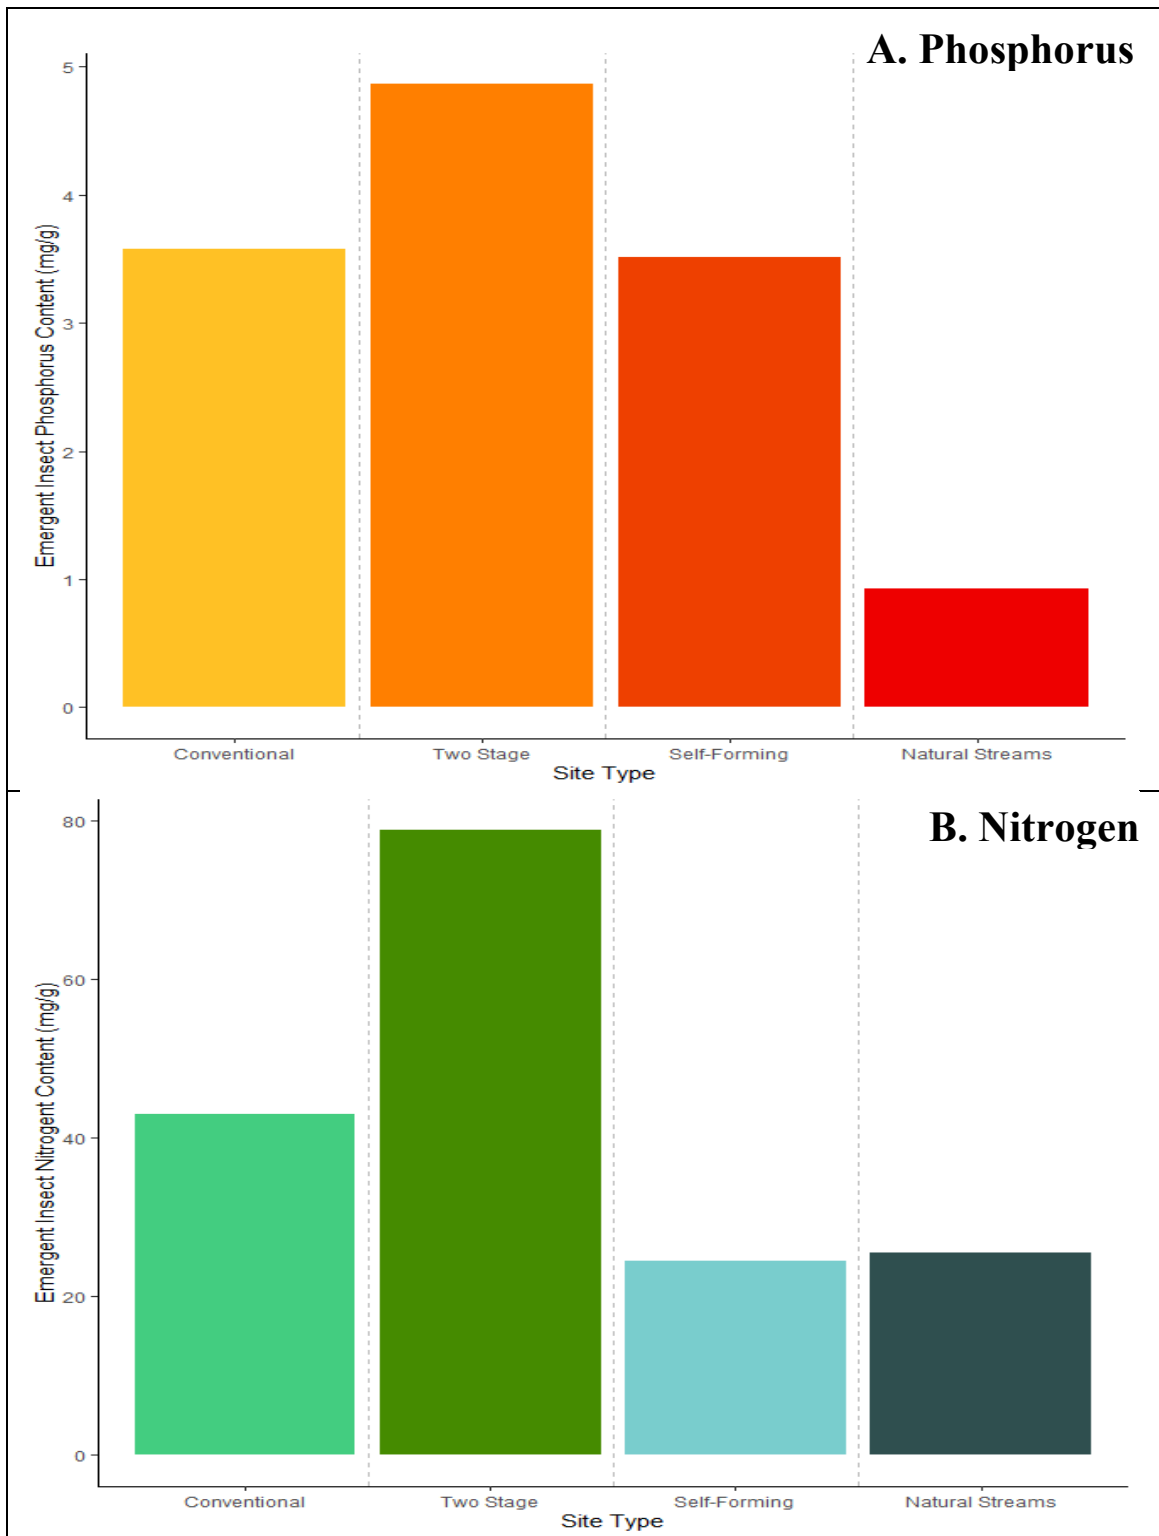 A. Phosphorus
Emergent Insect Phosphorus Content (mg/g)
5
4
3
2
1
0
Conventional Two Stage Self-Forming Natural Streams
Site Type
B. Nitrogen
Emergent Insect Nitrogent Content (mg/g)
80
60
40
20
0
Conventional Two Stage Self-Forming Natural Streams
Site Type